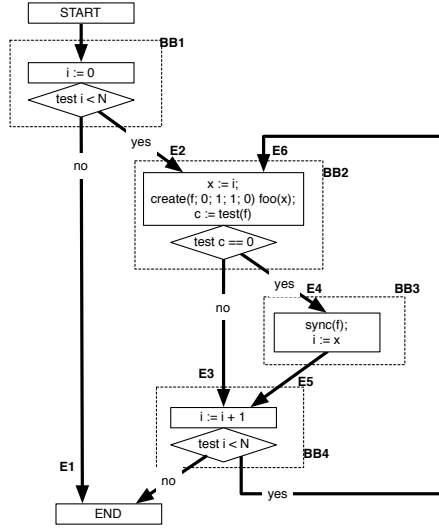 START
BB1
i := 0
test i < N
yes
no
E2
E6
BB2
x := i;
create(f; 0; 1; 1; 0) foo(x);
c := test(f)
test c == 0
yes
E4
BB3
no
sync(f);
i := x
E3
E5
i := i + 1
test i < N
BB4
E1
no
yes
END